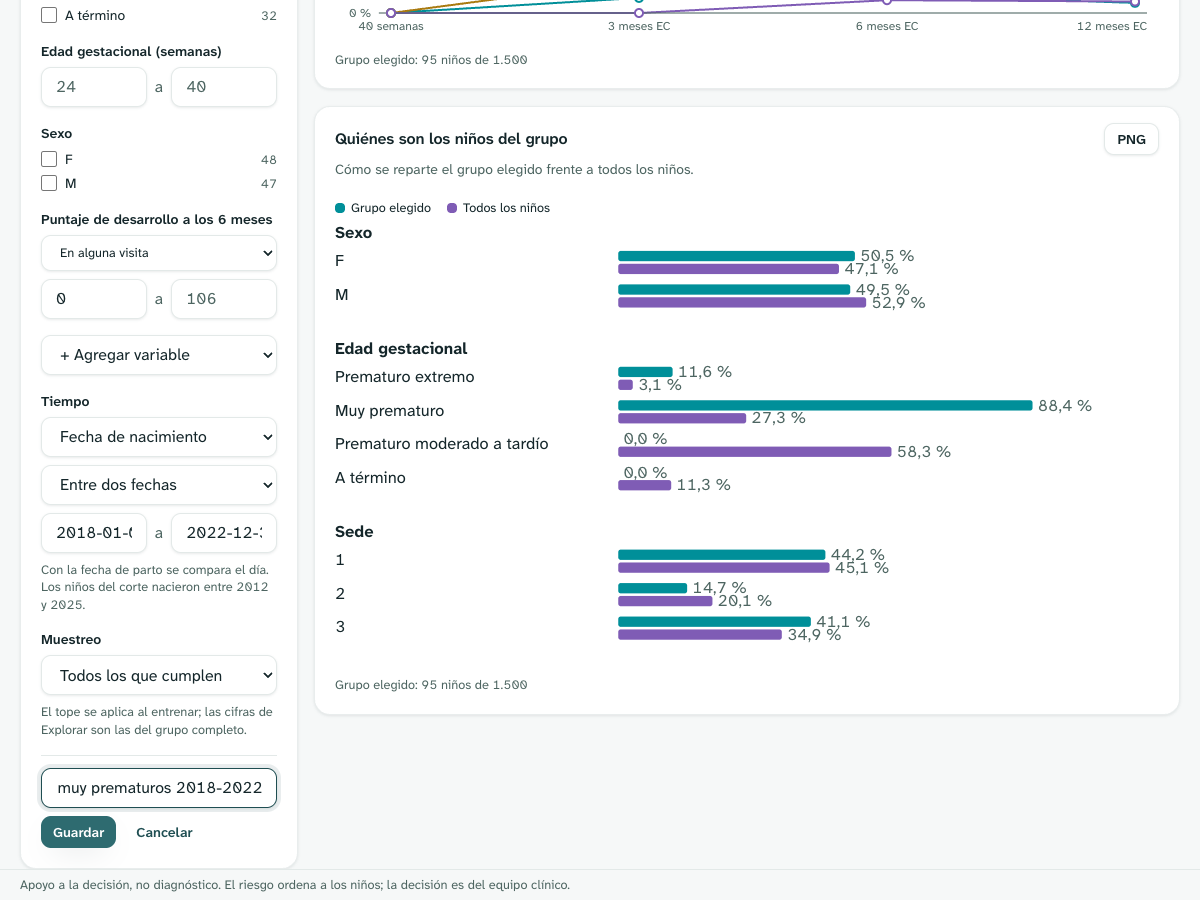 A término 32
Edad gestacional (semanas)
24 a 40
Sexo
F 48
M 47
Puntaje de desarrollo a los 6 meses
En alguna visita
0 a 106
+ Agregar variable
Tiempo
Fecha de nacimiento
Entre dos fechas
2018-01-0 a 2022-12-3
Con la fecha de parto se compara el día.
Los niños del corte nacieron entre 2012
y 2025.
Muestreo
Todos los que cumplen
El tope se aplica al entrenar; las cifras de
Explorar son las del grupo completo.
muy prematuros 2018-2022
Guardar Cancelar
0 %
40 semanas 3 meses EC 6 meses EC 12 meses EC
Grupo elegido: 95 niños de 1.500
Quiénes son los niños del grupo PNG
Cómo se reparte el grupo elegido frente a todos los niños.
Grupo elegido Todos los niños
Sexo
F 50,5 %
47,1 %
M 49,5 %
52,9 %
Edad gestacional
Prematuro extremo 11,6 %
3,1 %
Muy prematuro 88,4 %
27,3 %
Prematuro moderado a tardío 0,0 %
58,3 %
A término 0,0 %
11,3 %
Sede
1 44,2 %
45,1 %
2 14,7 %
20,1 %
3 41,1 %
34,9 %
Grupo elegido: 95 niños de 1.500
Apoyo a la decisión, no diagnóstico. El riesgo ordena a los niños; la decisión es del equipo clínico.